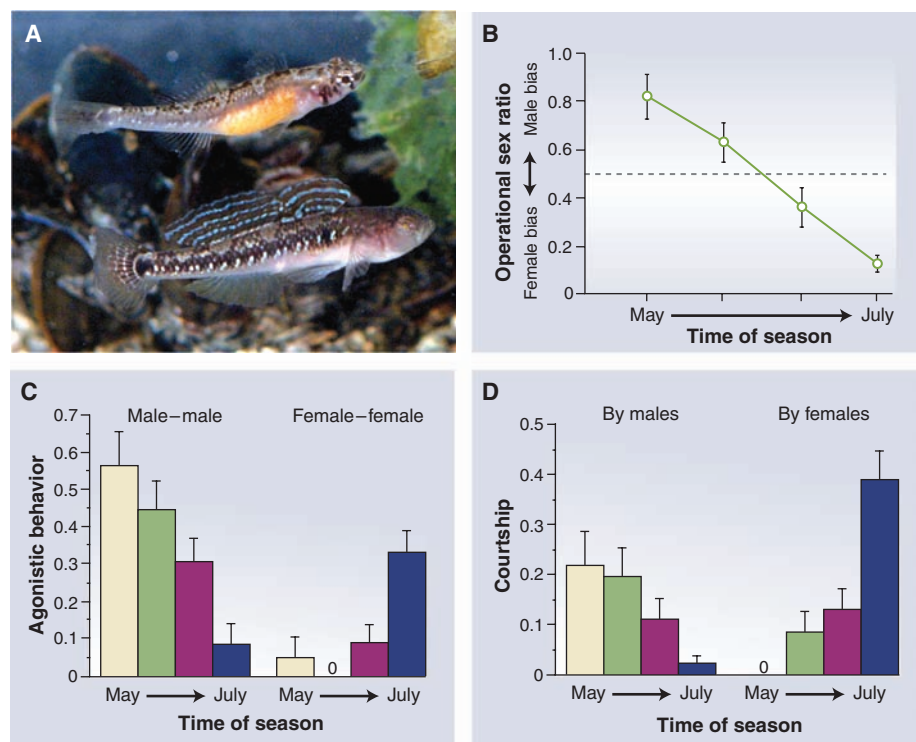 A
B
Operational sex ratio
Female bias ↔ Male bias
1.0
0.8
0.6
0.4
0.2
0
May
July
Time of season
C
Agonistic behavior
0.7
0.6
0.5
0.4
0.3
0.2
0.1
0
Male–male
Female–female
0
May
July
May
July
Time of season
D
Courtship
0.5
0.4
0.3
0.2
0.1
0
By males
By females
0
May
July
May
July
Time of season